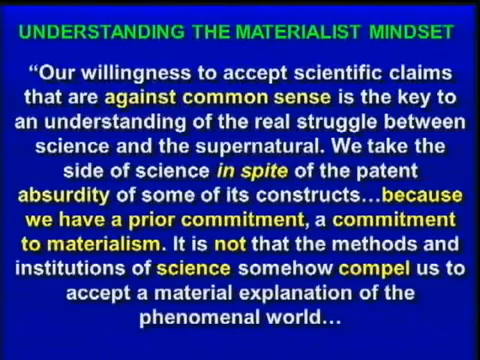 UNDERSTANDING THE MATERIALIST MINDSET
“Our willingness to accept scientific claims
that are against common sense is the key to
an understanding of the real struggle between
science and the supernatural. We take the
side of science in spite of the patent
absurdity of some of its constructs…because
we have a prior commitment, a commitment
to materialism. It is not that the methods and
institutions of science somehow compel us to
accept a material explanation of the
phenomenal world…